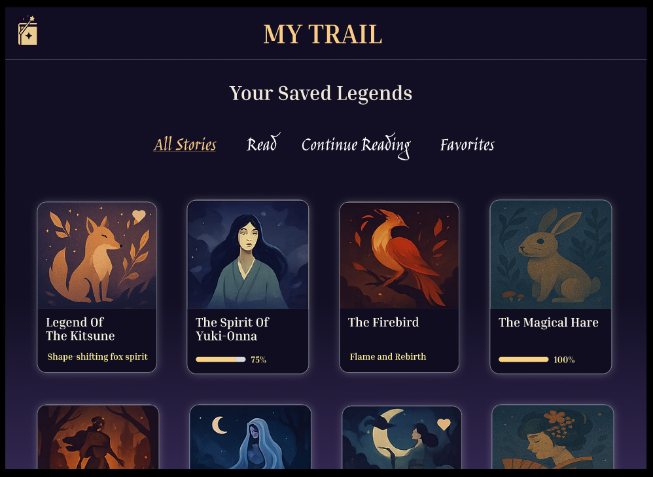 MY TRAIL
Your Saved Legends
All Stories Read Continue Reading Favorites
Legend Of
The Kitsune
Shape-shifting fox spirit
The Spirit Of
Yuki-Onna
75%
The Firebird
Flame and Rebirth
The Magical Hare
100%